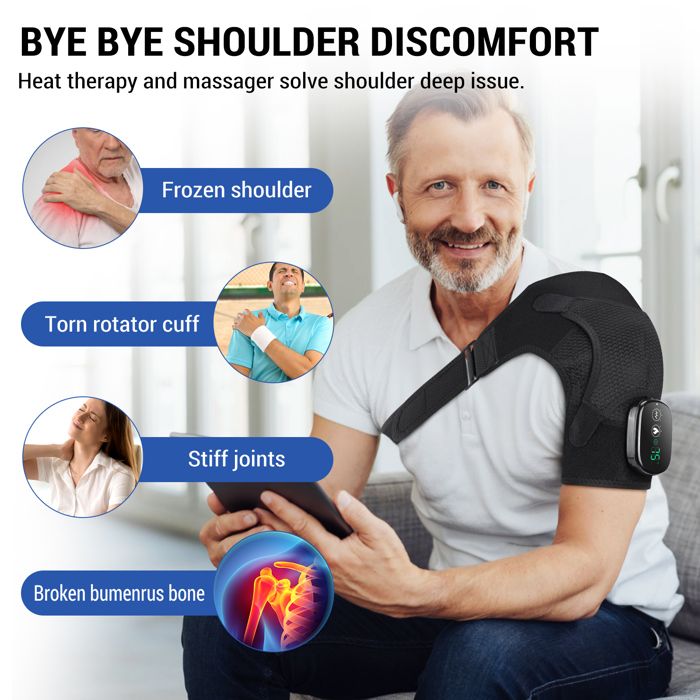 BYE BYE SHOULDER DISCOMFORT
Heat therapy and massager solve shoulder deep issue.
Frozen shoulder
Torn rotator cuff
Stiff joints
Broken bumenrus bone